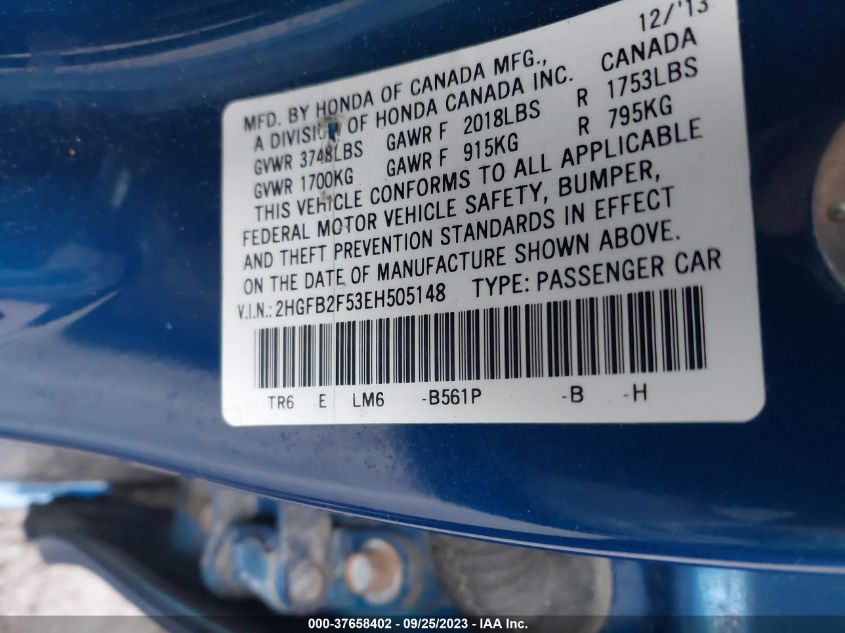 12/'13
MFD. BY HONDA OF CANADA MFG.,
A DIVISION OF HONDA CANADA INC. CANADA
GVWR 3748LBS GAWR F 2018LBS R 1753LBS
GVWR 1700KG GAWR F 915KG R 795KG
THIS VEHICLE CONFORMS TO ALL APPLICABLE
FEDERAL MOTOR VEHICLE SAFETY, BUMPER,
AND THEFT PREVENTION STANDARDS IN EFFECT
ON THE DATE OF MANUFACTURE SHOWN ABOVE.
V.I.N.: 2HGFB2F53EH505148 TYPE: PASSENGER CAR
TR6 E LM6 -B561P -B -H
000-37658402 - 09/25/2023 - IAA Inc.